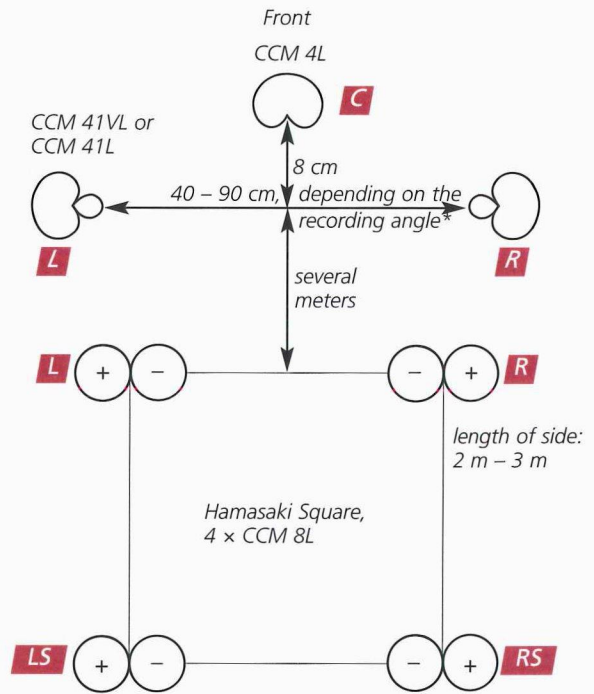 Front
CCM 4L
C
CCM 41VL or
CCM 41L
8 cm
40 – 90 cm, depending on the
recording angle*
L
R
several
meters
L
+
−
−
+
R
length of side:
2 m – 3 m
Hamasaki Square,
4 × CCM 8L
LS
+
−
−
+
RS